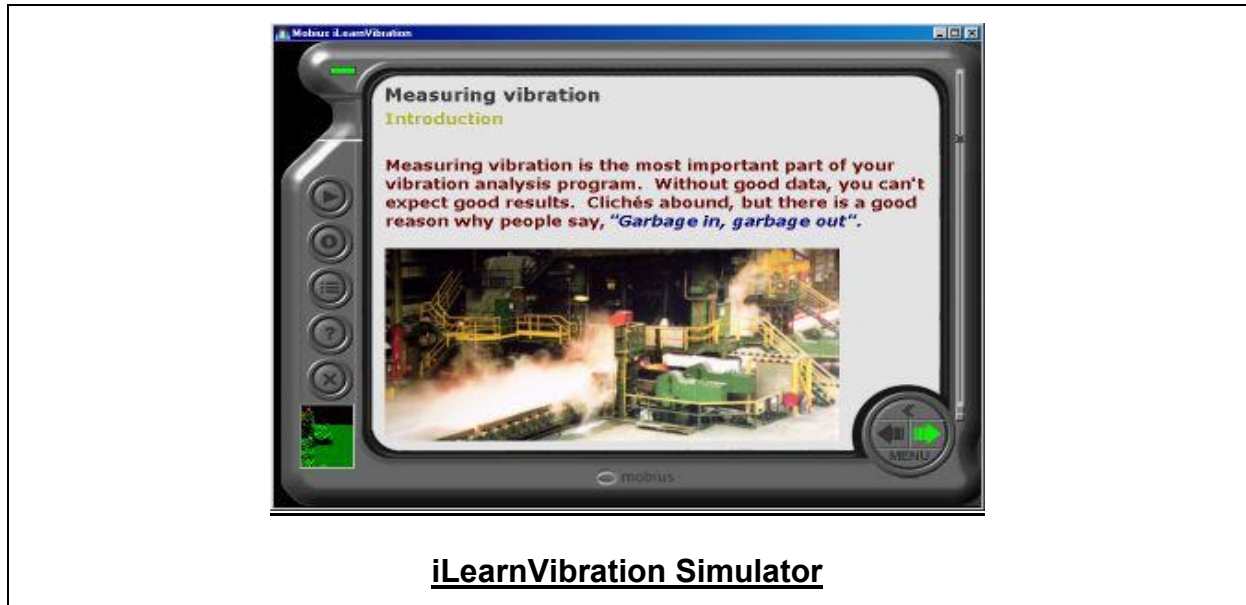 Mobius iLearnVibration
Measuring vibration
Introduction
Measuring vibration is the most important part of your
vibration analysis program. Without good data, you can't
expect good results. Clichés abound, but there is a good
reason why people say, "Garbage in, garbage out".
MENU
mobius
iLearnVibration Simulator